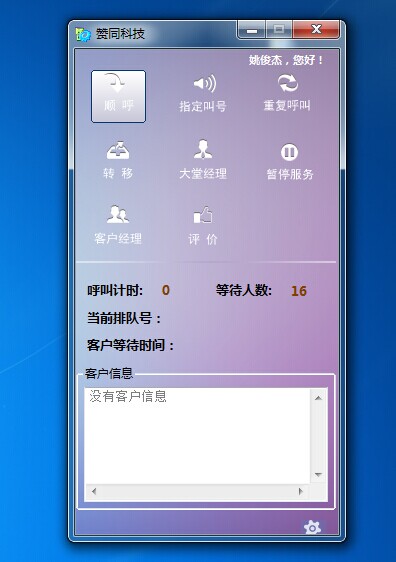 赞同科技
姚俊杰，您好！
顺 呼 指定叫号 重复呼叫
转 移 大堂经理 暂停服务
客户经理 评 价
呼叫计时: 0 等待人数: 16
当前排队号：
客户等待时间：
客户信息
没有客户信息